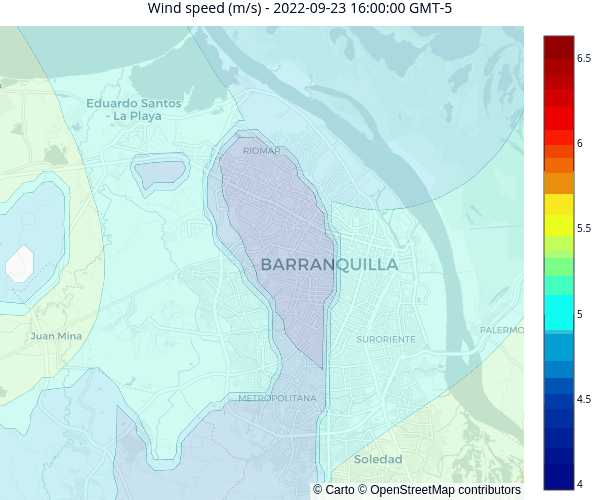 Wind speed (m/s) - 2022-09-23 16:00:00 GMT-5
Eduardo Santos
- La Playa
RIOMAR
BARRANQUILLA
Juan Mina
SURORIENTE
PALERMO
METROPOLITANA
Soledad
© Carto © OpenStreetMap contributors
6.5
6
5.5
5
4.5
4